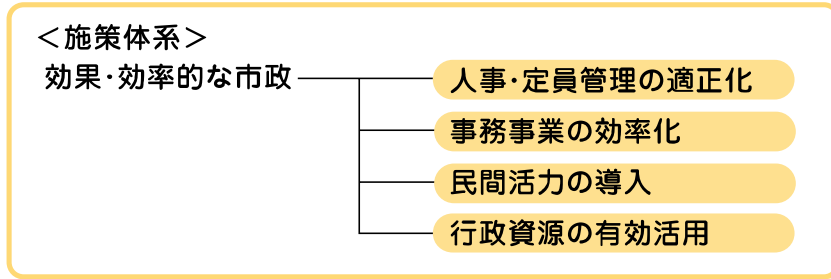 ＜施策体系＞
効果・効率的な市政
人事・定員管理の適正化
事務事業の効率化
民間活力の導入
行政資源の有効活用